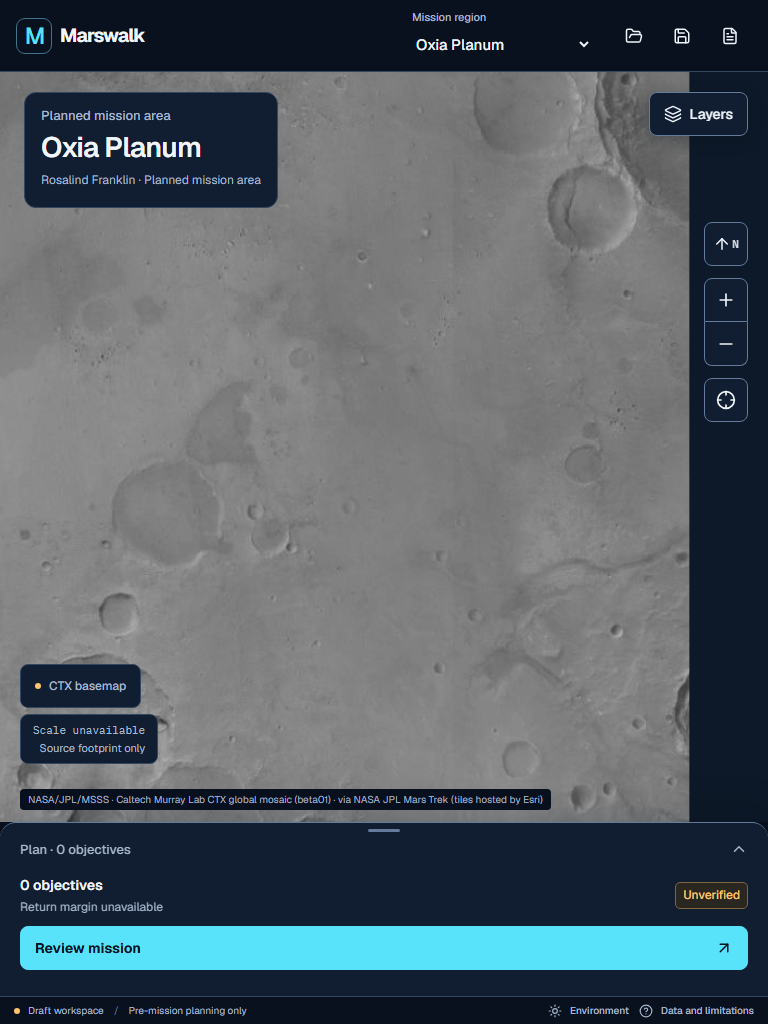 M Marswalk
Mission region
Oxia Planum
Planned mission area
Oxia Planum
Rosalind Franklin · Planned mission area
Layers
N
CTX basemap
Scale unavailable
Source footprint only
NASA/JPL/MSSS · Caltech Murray Lab CTX global mosaic (beta01) · via NASA JPL Mars Trek (tiles hosted by Esri)
Plan · 0 objectives
0 objectives
Return margin unavailable
Unverified
Review mission
Draft workspace / Pre-mission planning only
Environment
Data and limitations